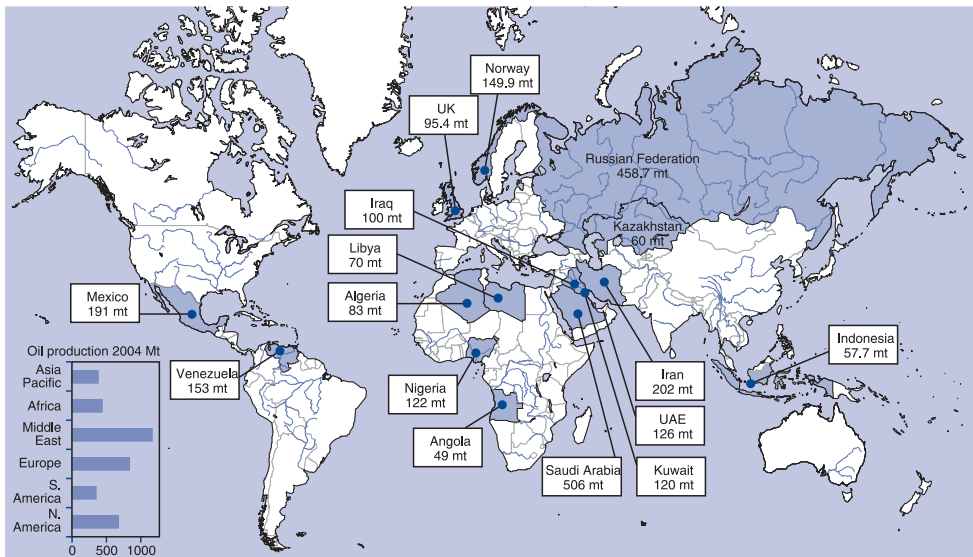 Norway
149.9 mt
UK
95.4 mt
Russian Federation
458.7 mt
Iraq
100 mt
Kazakhstan
60 mt
Libya
70 mt
Mexico
191 mt
Algeria
83 mt
Indonesia
57.7 mt
Venezuela
153 mt
Nigeria
122 mt
Iran
202 mt
Angola
49 mt
UAE
126 mt
Saudi Arabia
506 mt
Kuwait
120 mt
Oil production 2004 Mt
Asia
Pacific
Africa
Middle
East
Europe
S.
America
N.
America
0 500 1000